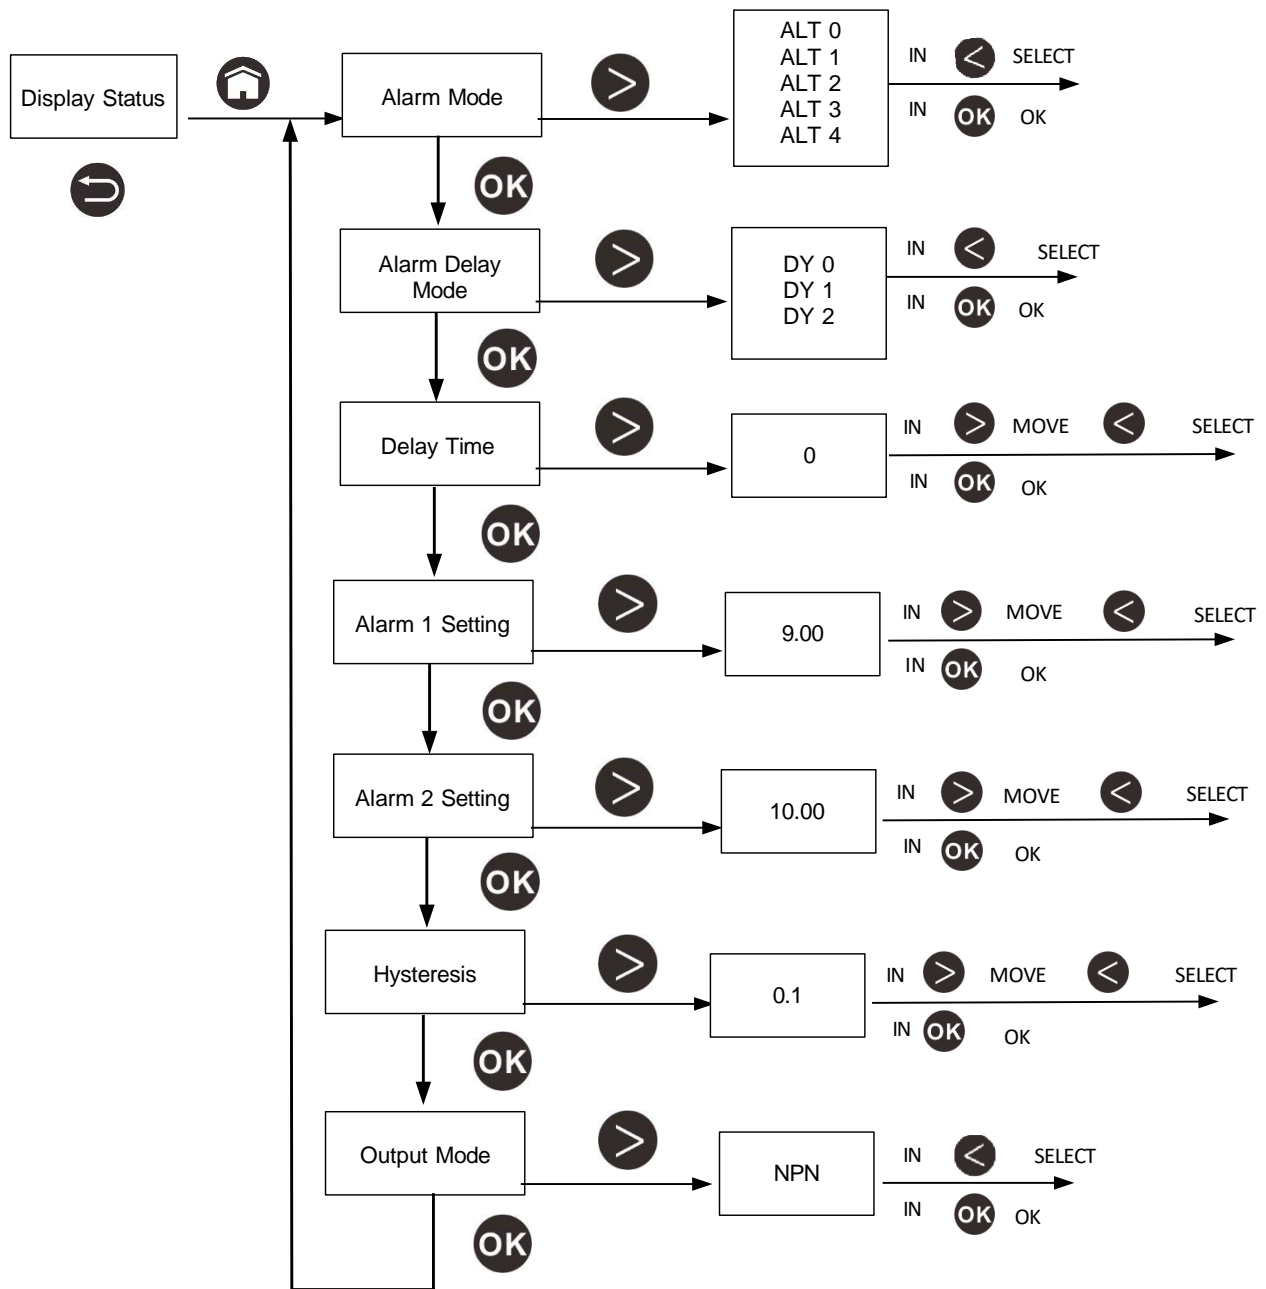 Display Status
Alarm Mode
>
ALT 0
ALT 1
ALT 2
ALT 3
ALT 4
IN < SELECT
IN OK OK
OK
Alarm Delay
Mode
>
DY 0
DY 1
DY 2
IN < SELECT
IN OK OK
OK
Delay Time
>
0
IN > MOVE < SELECT
IN OK OK
OK
Alarm 1 Setting
>
9.00
IN > MOVE < SELECT
IN OK OK
OK
Alarm 2 Setting
>
10.00
IN > MOVE < SELECT
IN OK OK
OK
Hysteresis
>
0.1
IN > MOVE < SELECT
IN OK OK
OK
Output Mode
>
NPN
IN < SELECT
IN OK OK
OK